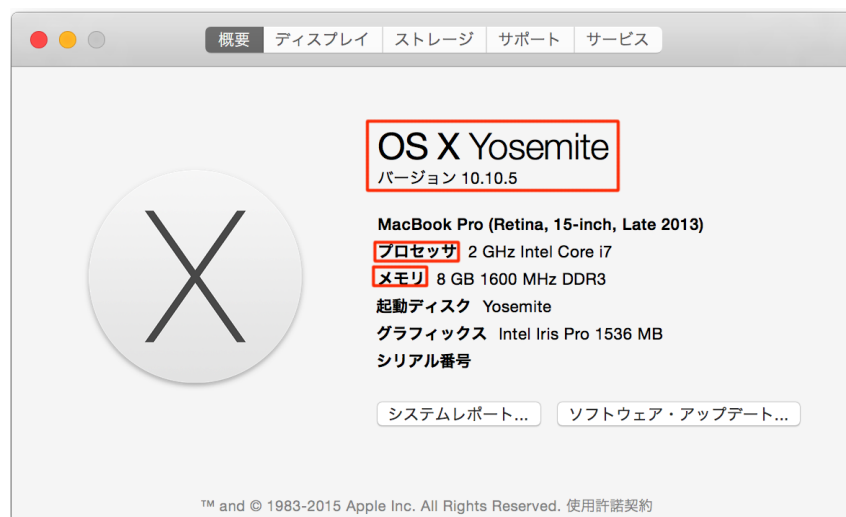 概要 ディスプレイ ストレージ サポート サービス
OS X Yosemite
バージョン 10.10.5
MacBook Pro (Retina, 15-inch, Late 2013)
プロセッサ 2 GHz Intel Core i7
メモリ 8 GB 1600 MHz DDR3
起動ディスク Yosemite
グラフィックス Intel Iris Pro 1536 MB
シリアル番号
システムレポート... ソフトウェア・アップデート...
™ and © 1983-2015 Apple Inc. All Rights Reserved. 使用許諾契約